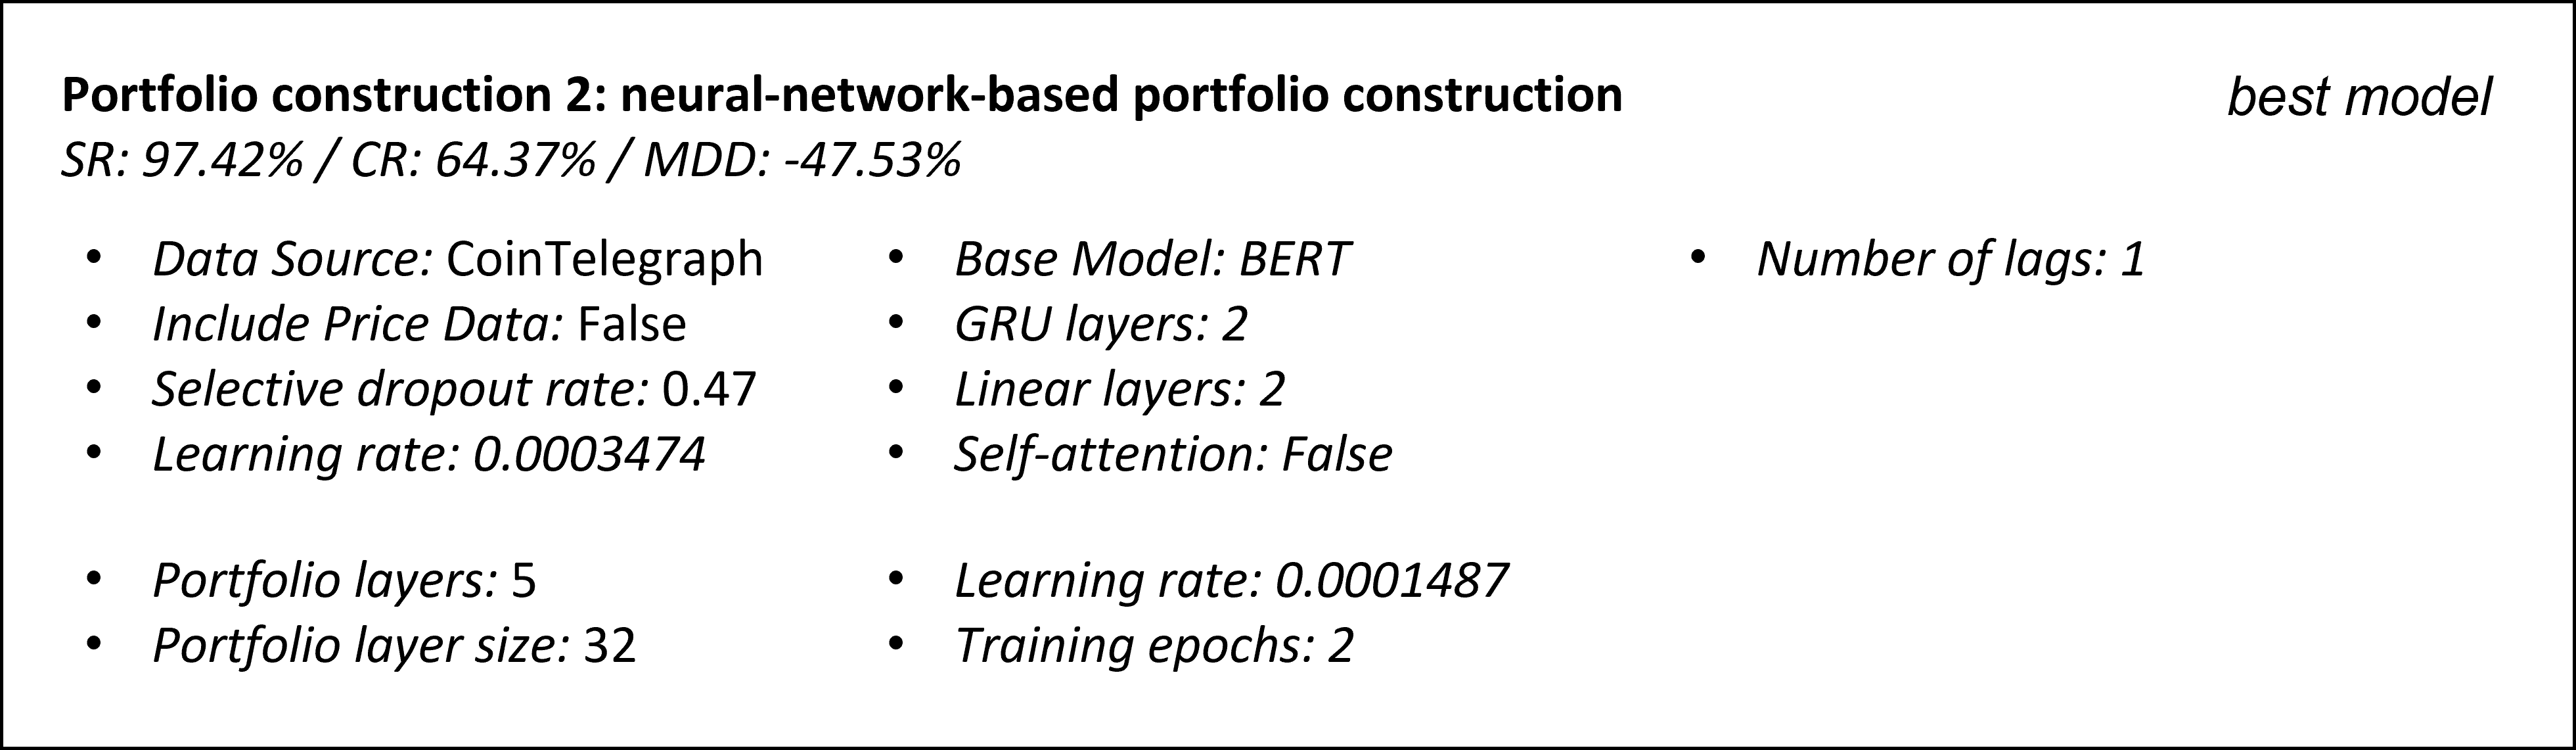 Portfolio construction 2: neural-network-based portfolio construction
best model
SR: 97.42% / CR: 64.37% / MDD: -47.53%
• Data Source: CoinTelegraph
• Include Price Data: False
• Selective dropout rate: 0.47
• Learning rate: 0.0003474
• Base Model: BERT
• GRU layers: 2
• Linear layers: 2
• Self-attention: False
• Number of lags: 1
• Portfolio layers: 5
• Portfolio layer size: 32
• Learning rate: 0.0001487
• Training epochs: 2